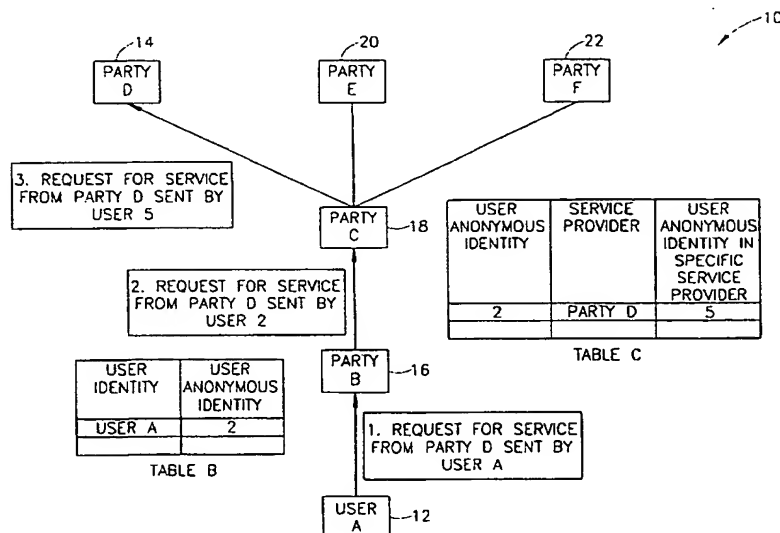 10
14
20
22
PARTY
D
PARTY
E
PARTY
F
3. REQUEST FOR SERVICE
FROM PARTY D SENT BY
USER 5
PARTY
C
18
USER
ANONYMOUS
IDENTITY
SERVICE
PROVIDER
USER
ANONYMOUS
IDENTITY IN
SPECIFIC
SERVICE
PROVIDER
2
PARTY D
5
TABLE C
2. REQUEST FOR SERVICE
FROM PARTY D SENT BY
USER 2
PARTY
B
16
USER
IDENTITY
USER
ANONYMOUS
IDENTITY
USER A
2
TABLE B
1. REQUEST FOR SERVICE
FROM PARTY D SENT BY
USER A
USER
A
12